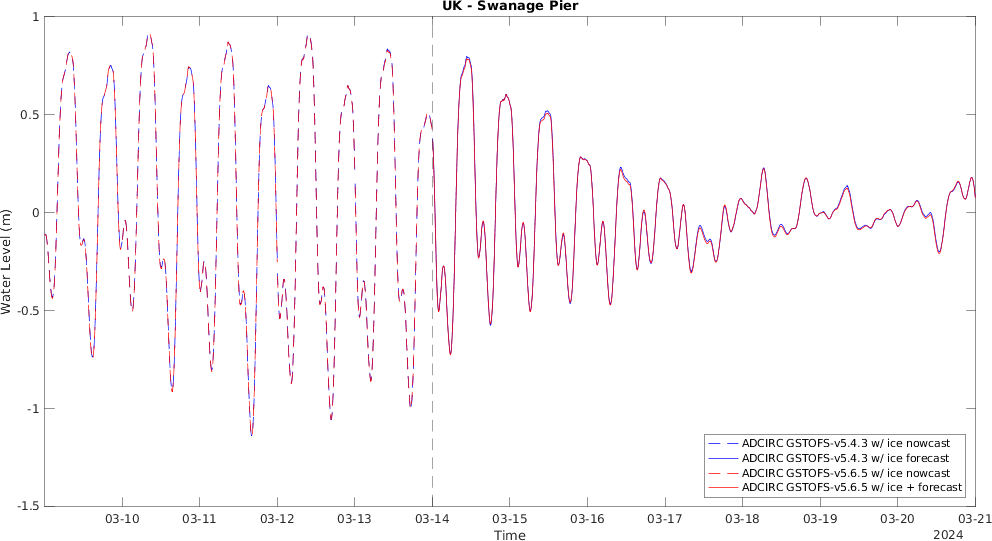 UK - Swanage Pier
1
0.5
0
-0.5
-1
-1.5
Water Level (m)
03-10 03-11 03-12 03-13 03-14 03-15 03-16 03-17 03-18 03-19 03-20 03-21
Time
2024
ADCIRC GSTOFS-v5.4.3 w/ ice nowcast
ADCIRC GSTOFS-v5.4.3 w/ ice forecast
ADCIRC GSTOFS-v5.6.5 w/ ice nowcast
ADCIRC GSTOFS-v5.6.5 w/ ice + forecast